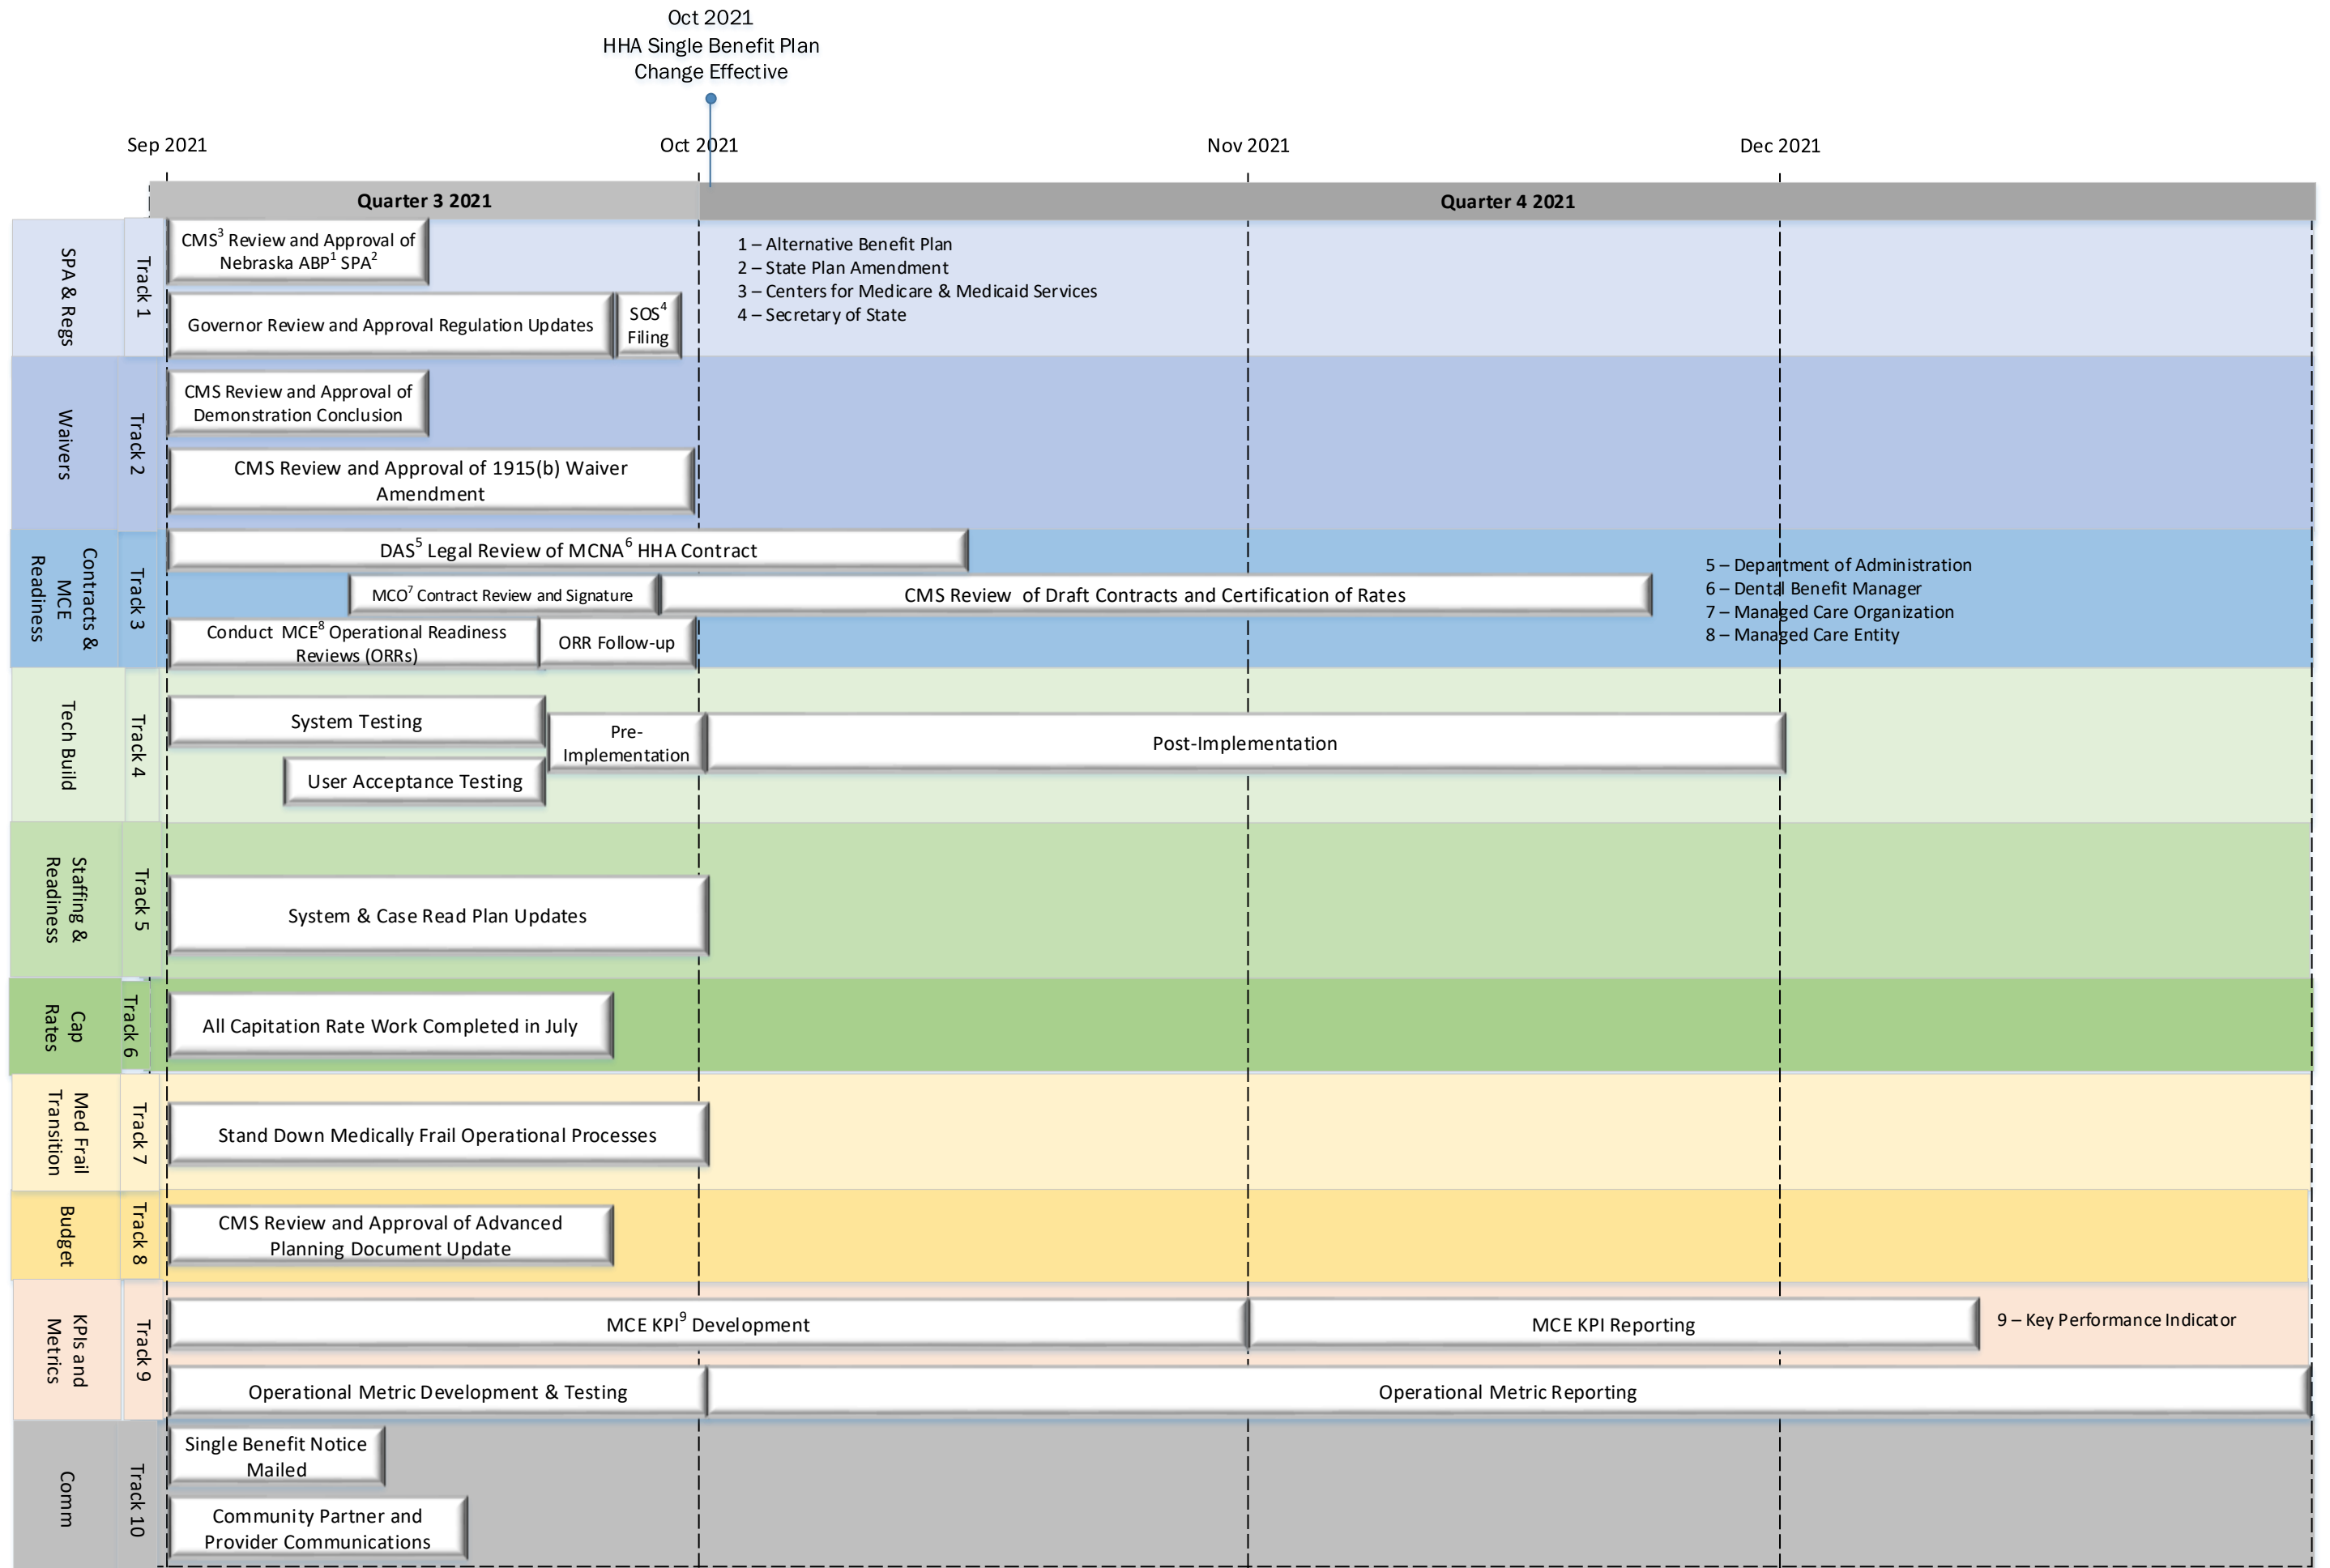 Oct 2021
HHA Single Benefit Plan
Change Effective
Sep 2021
Oct 2021
Nov 2021
Dec 2021
Quarter 3 2021
Quarter 4 2021
SPA & Regs
Track 1
CMS3 Review and Approval of
Nebraska ABP1 SPA2
Governor Review and Approval Regulation Updates
SOS4
Filing
1 – Alternative Benefit Plan
2 – State Plan Amendment
3 – Centers for Medicare & Medicaid Services
4 – Secretary of State
Waivers
Track 2
CMS Review and Approval of
Demonstration Conclusion
CMS Review and Approval of 1915(b) Waiver
Amendment
Contracts &
MCE
Readiness
Track 3
DAS5 Legal Review of MCNA6 HHA Contract
MCO7 Contract Review and Signature
CMS Review of Draft Contracts and Certification of Rates
Conduct MCE8 Operational Readiness
Reviews (ORRs)
ORR Follow-up
5 – Department of Administration
6 – Dental Benefit Manager
7 – Managed Care Organization
8 – Managed Care Entity
Tech Build
Track 4
System Testing
User Acceptance Testing
Pre-
Implementation
Post-Implementation
Staffing &
Readiness
Track 5
System & Case Read Plan Updates
Cap
Rates
Track 6
All Capitation Rate Work Completed in July
Med Frail
Transition
Track 7
Stand Down Medically Frail Operational Processes
Budget
Track 8
CMS Review and Approval of Advanced
Planning Document Update
KPIs and
Metrics
Track 9
MCE KPI9 Development
MCE KPI Reporting
9 – Key Performance Indicator
Operational Metric Development & Testing
Operational Metric Reporting
Comm
Track 10
Single Benefit Notice
Mailed
Community Partner and
Provider Communications